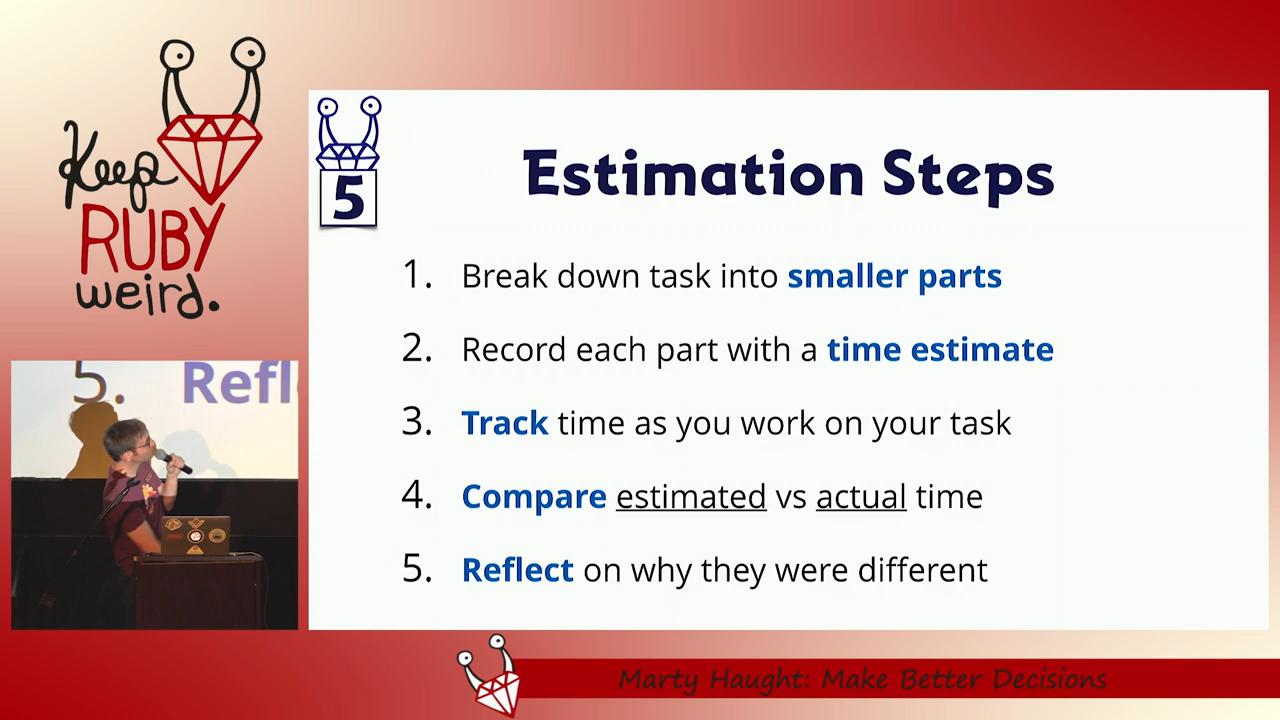 Keep
RUBY
weird.
5
Estimation Steps
1. Break down task into smaller parts
2. Record each part with a time estimate
3. Track time as you work on your task
4. Compare estimated vs actual time
5. Reflect on why they were different
5. Refl
Marty Haught: Make Better Decisions